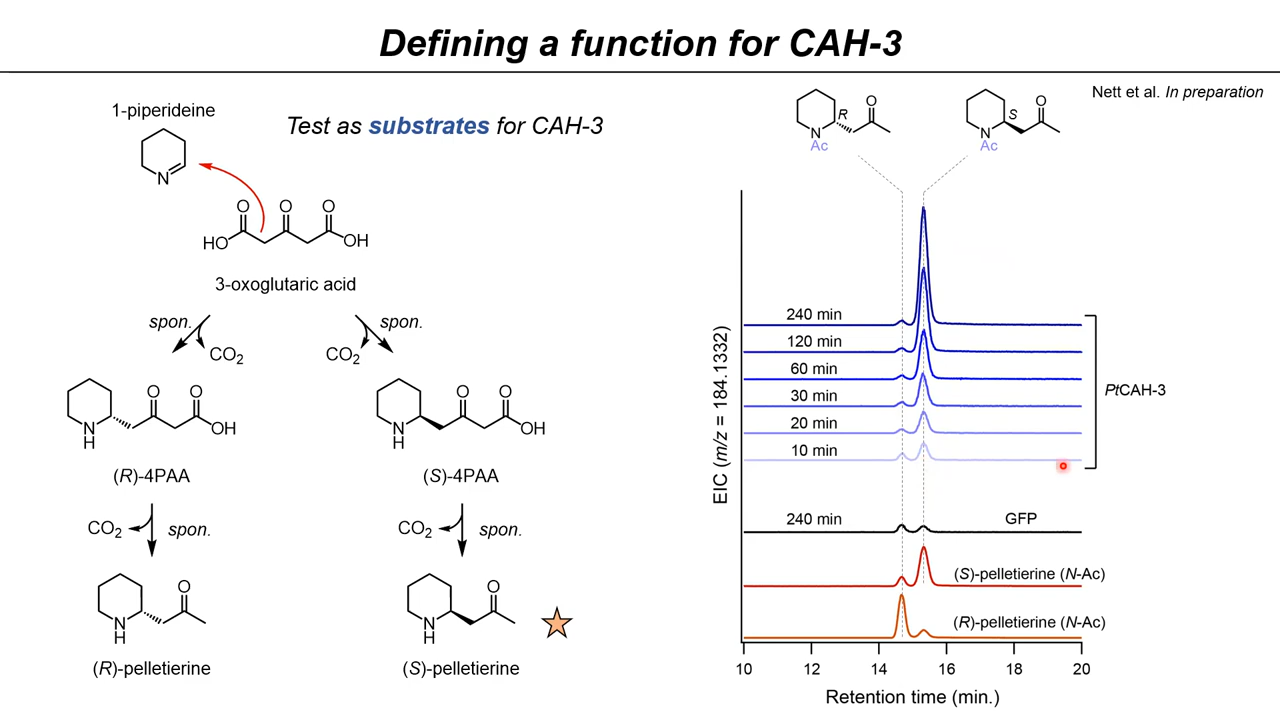 Defining a function for CAH-3
Nett et al. In preparation
1-piperideine
Test as substrates for CAH-3
N
O O O
HO OH
3-oxoglutaric acid
spon. spon.
CO2 CO2
O O
N
H
OH
(R)-4PAA
O O
N
H
OH
(S)-4PAA
CO2 spon.
CO2 spon.
O
N
H
(R)-pelletierine
O
N
H
(S)-pelletierine
R O
N
Ac
S O
N
Ac
EIC (m/z = 184.1332)
240 min
120 min
60 min
30 min
20 min
10 min
PtCAH-3
240 min GFP
(S)-pelletierine (N-Ac)
(R)-pelletierine (N-Ac)
10 12 14 16 18 20
Retention time (min.)